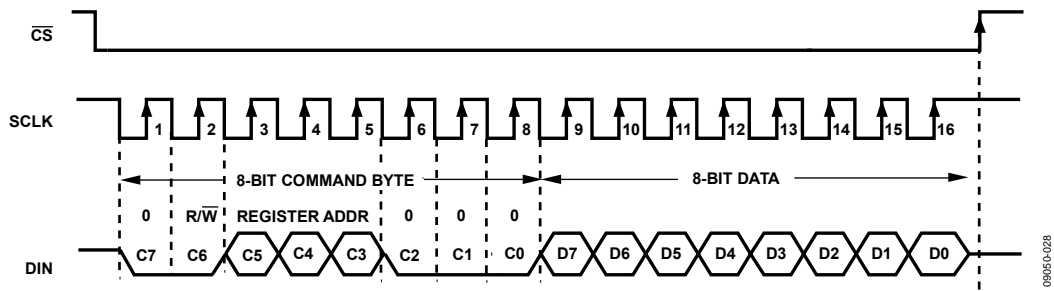 CS
SCLK
1 2 3 4 5 6 7 8 9 10 11 12 13 14 15 16
8-BIT COMMAND BYTE 8-BIT DATA
0 R/W REGISTER ADDR 0 0 0
DIN C7 C6 C5 C4 C3 C2 C1 C0 D7 D6 D5 D4 D3 D2 D1 D0
09050-028